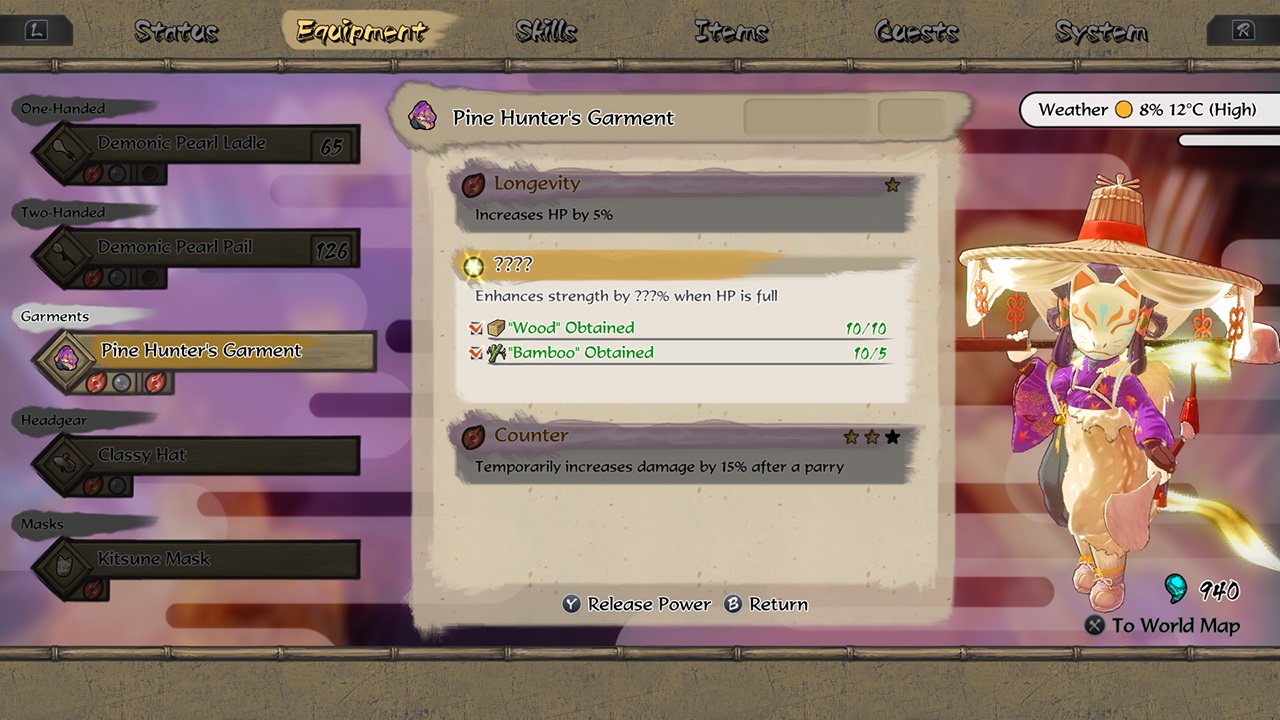 L
Status
Equipment
Skills
Items
Quests
System
R
One-Handed
Demonic Pearl Ladle 65
Two-Handed
Demonic Pearl Pail 126
Garments
Pine Hunter's Garment
Headgear
Classy Hat
Masks
Kitsune Mask
Pine Hunter's Garment
Longevity
Increases HP by 5%
????
Enhances strength by ???% when HP is full
"Wood" Obtained 10/10
"Bamboo" Obtained 10/5
Counter
Temporarily increases damage by 15% after a parry
Y Release Power B Return
Weather 8% 12°C (High)
940
X To World Map